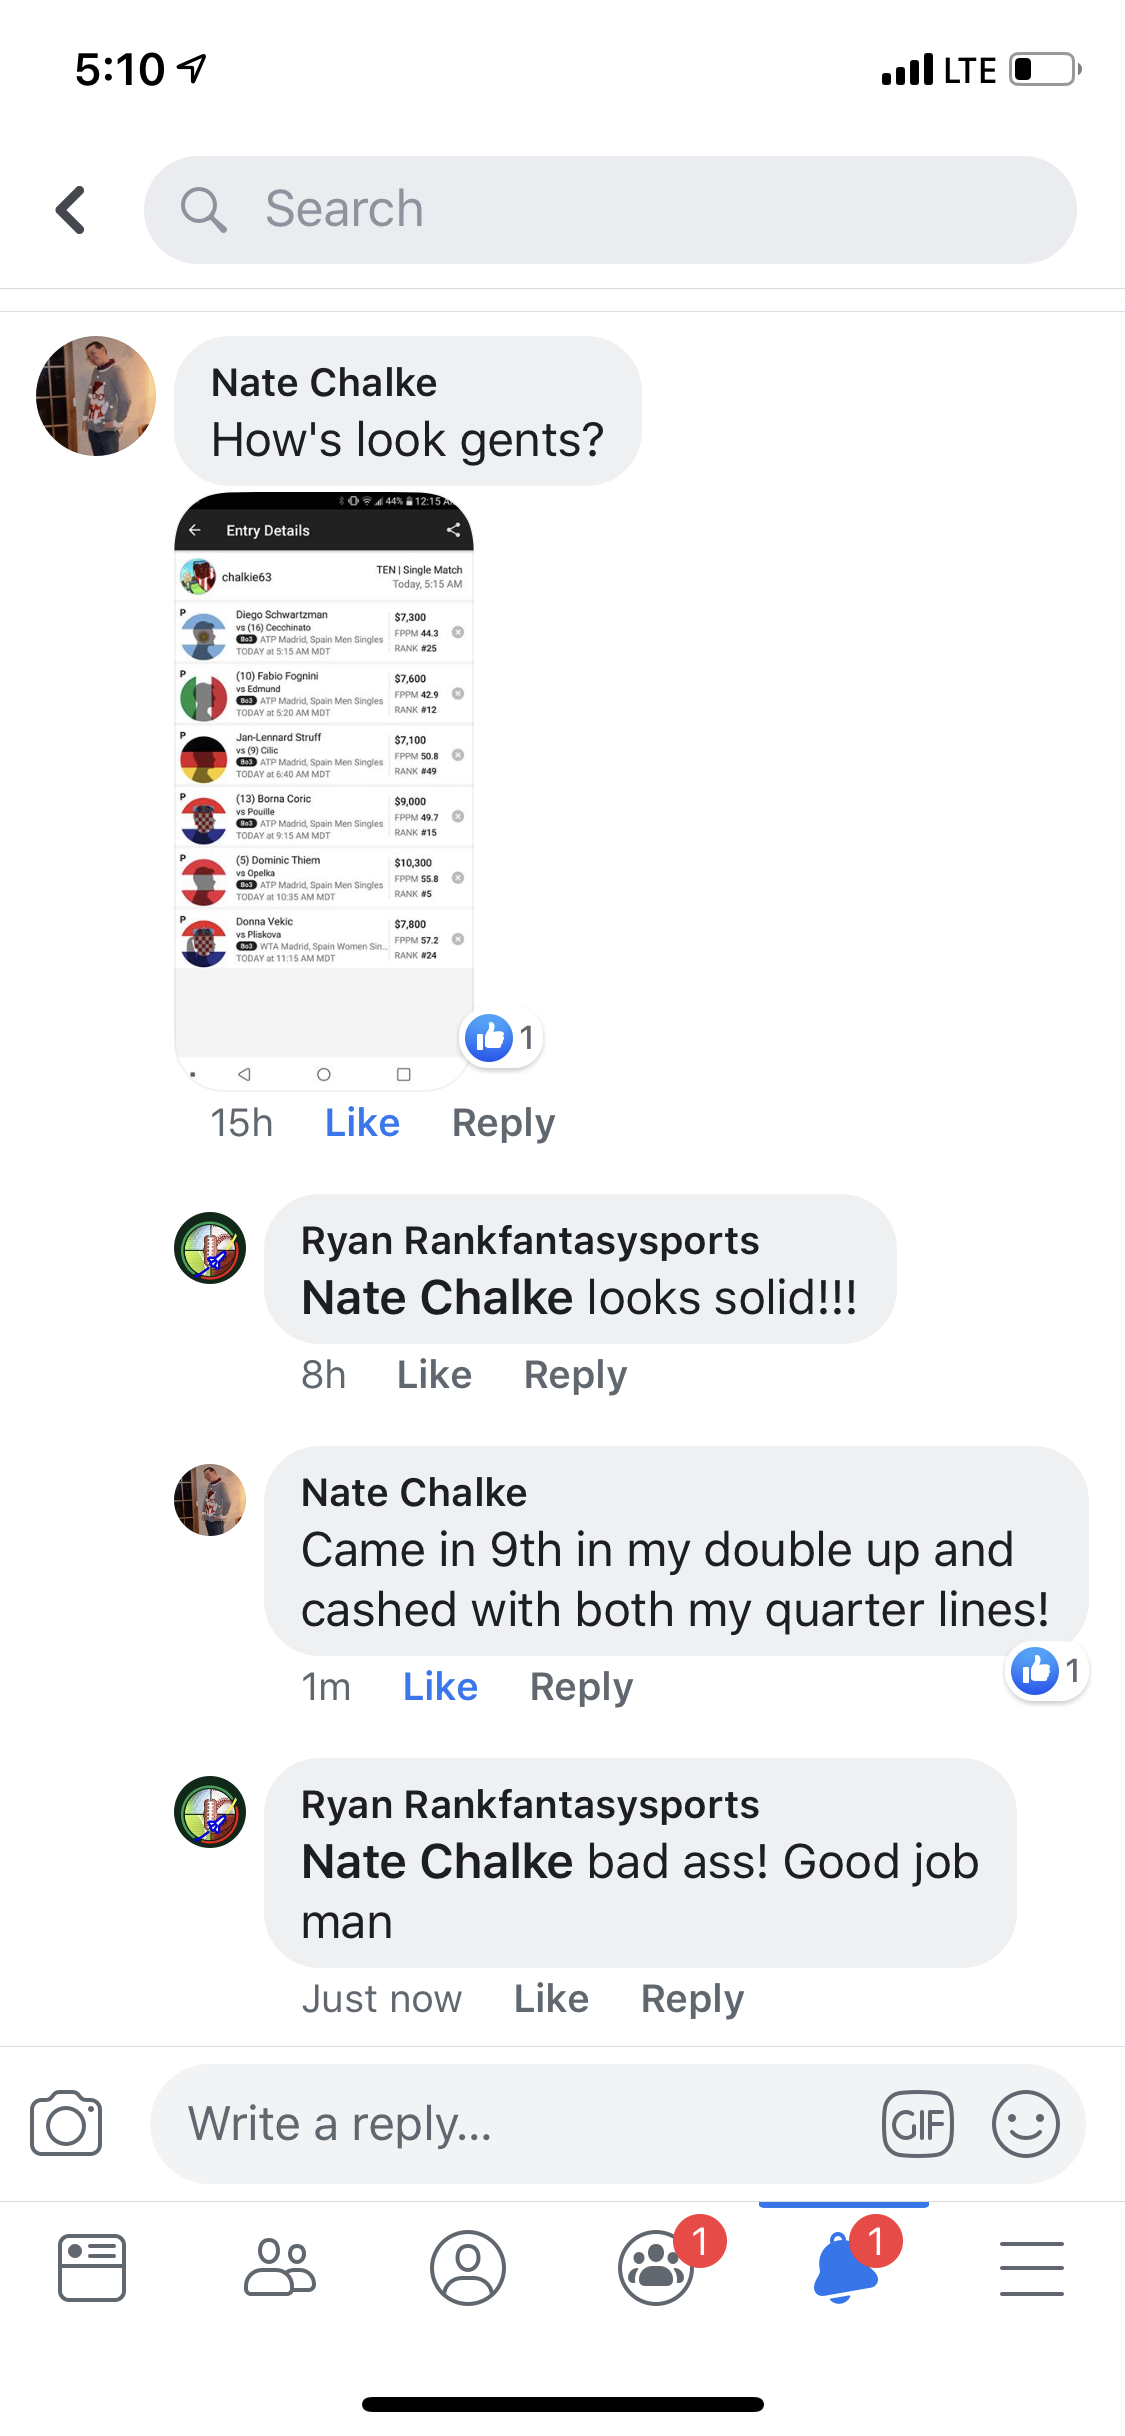 5:10
LTE
Search
Nate Chalke
How's look gents?
44% 12:15 A
Entry Details
chalkie63
TEN | Single Match
Today, 5:15 AM
P
Diego Schwartzman
vs (16) Cecchinato
Bo3 ATP Madrid, Spain Men Singles
TODAY at 5:15 AM MDT
$7,300
FPPM 44.3
RANK #25
P
(10) Fabio Fognini
vs Edmund
Bo3 ATP Madrid, Spain Men Singles
TODAY at 5:20 AM MDT
$7,600
FPPM 42.9
RANK #12
P
Jan-Lennard Struff
vs (9) Cilic
Bo3 ATP Madrid, Spain Men Singles
TODAY at 6:40 AM MDT
$7,100
FPPM 50.8
RANK #49
P
(13) Borna Coric
vs Pouille
Bo3 ATP Madrid, Spain Men Singles
TODAY at 9:15 AM MDT
$9,000
FPPM 49.7
RANK #15
P
(5) Dominic Thiem
vs Opelka
Bo3 ATP Madrid, Spain Men Singles
TODAY at 10:35 AM MDT
$10,300
FPPM 55.8
RANK #5
P
Donna Vekic
vs Pliskova
Bo3 WTA Madrid, Spain Women Sin...
TODAY at 11:15 AM MDT
$7,800
FPPM 57.2
RANK #24
1
15h Like Reply
Ryan Rankfantasysports
Nate Chalke looks solid!!!
8h Like Reply
Nate Chalke
Came in 9th in my double up and
cashed with both my quarter lines!
1m Like Reply
1
Ryan Rankfantasysports
Nate Chalke bad ass! Good job
man
Just now Like Reply
Write a reply...
GIF
1
1